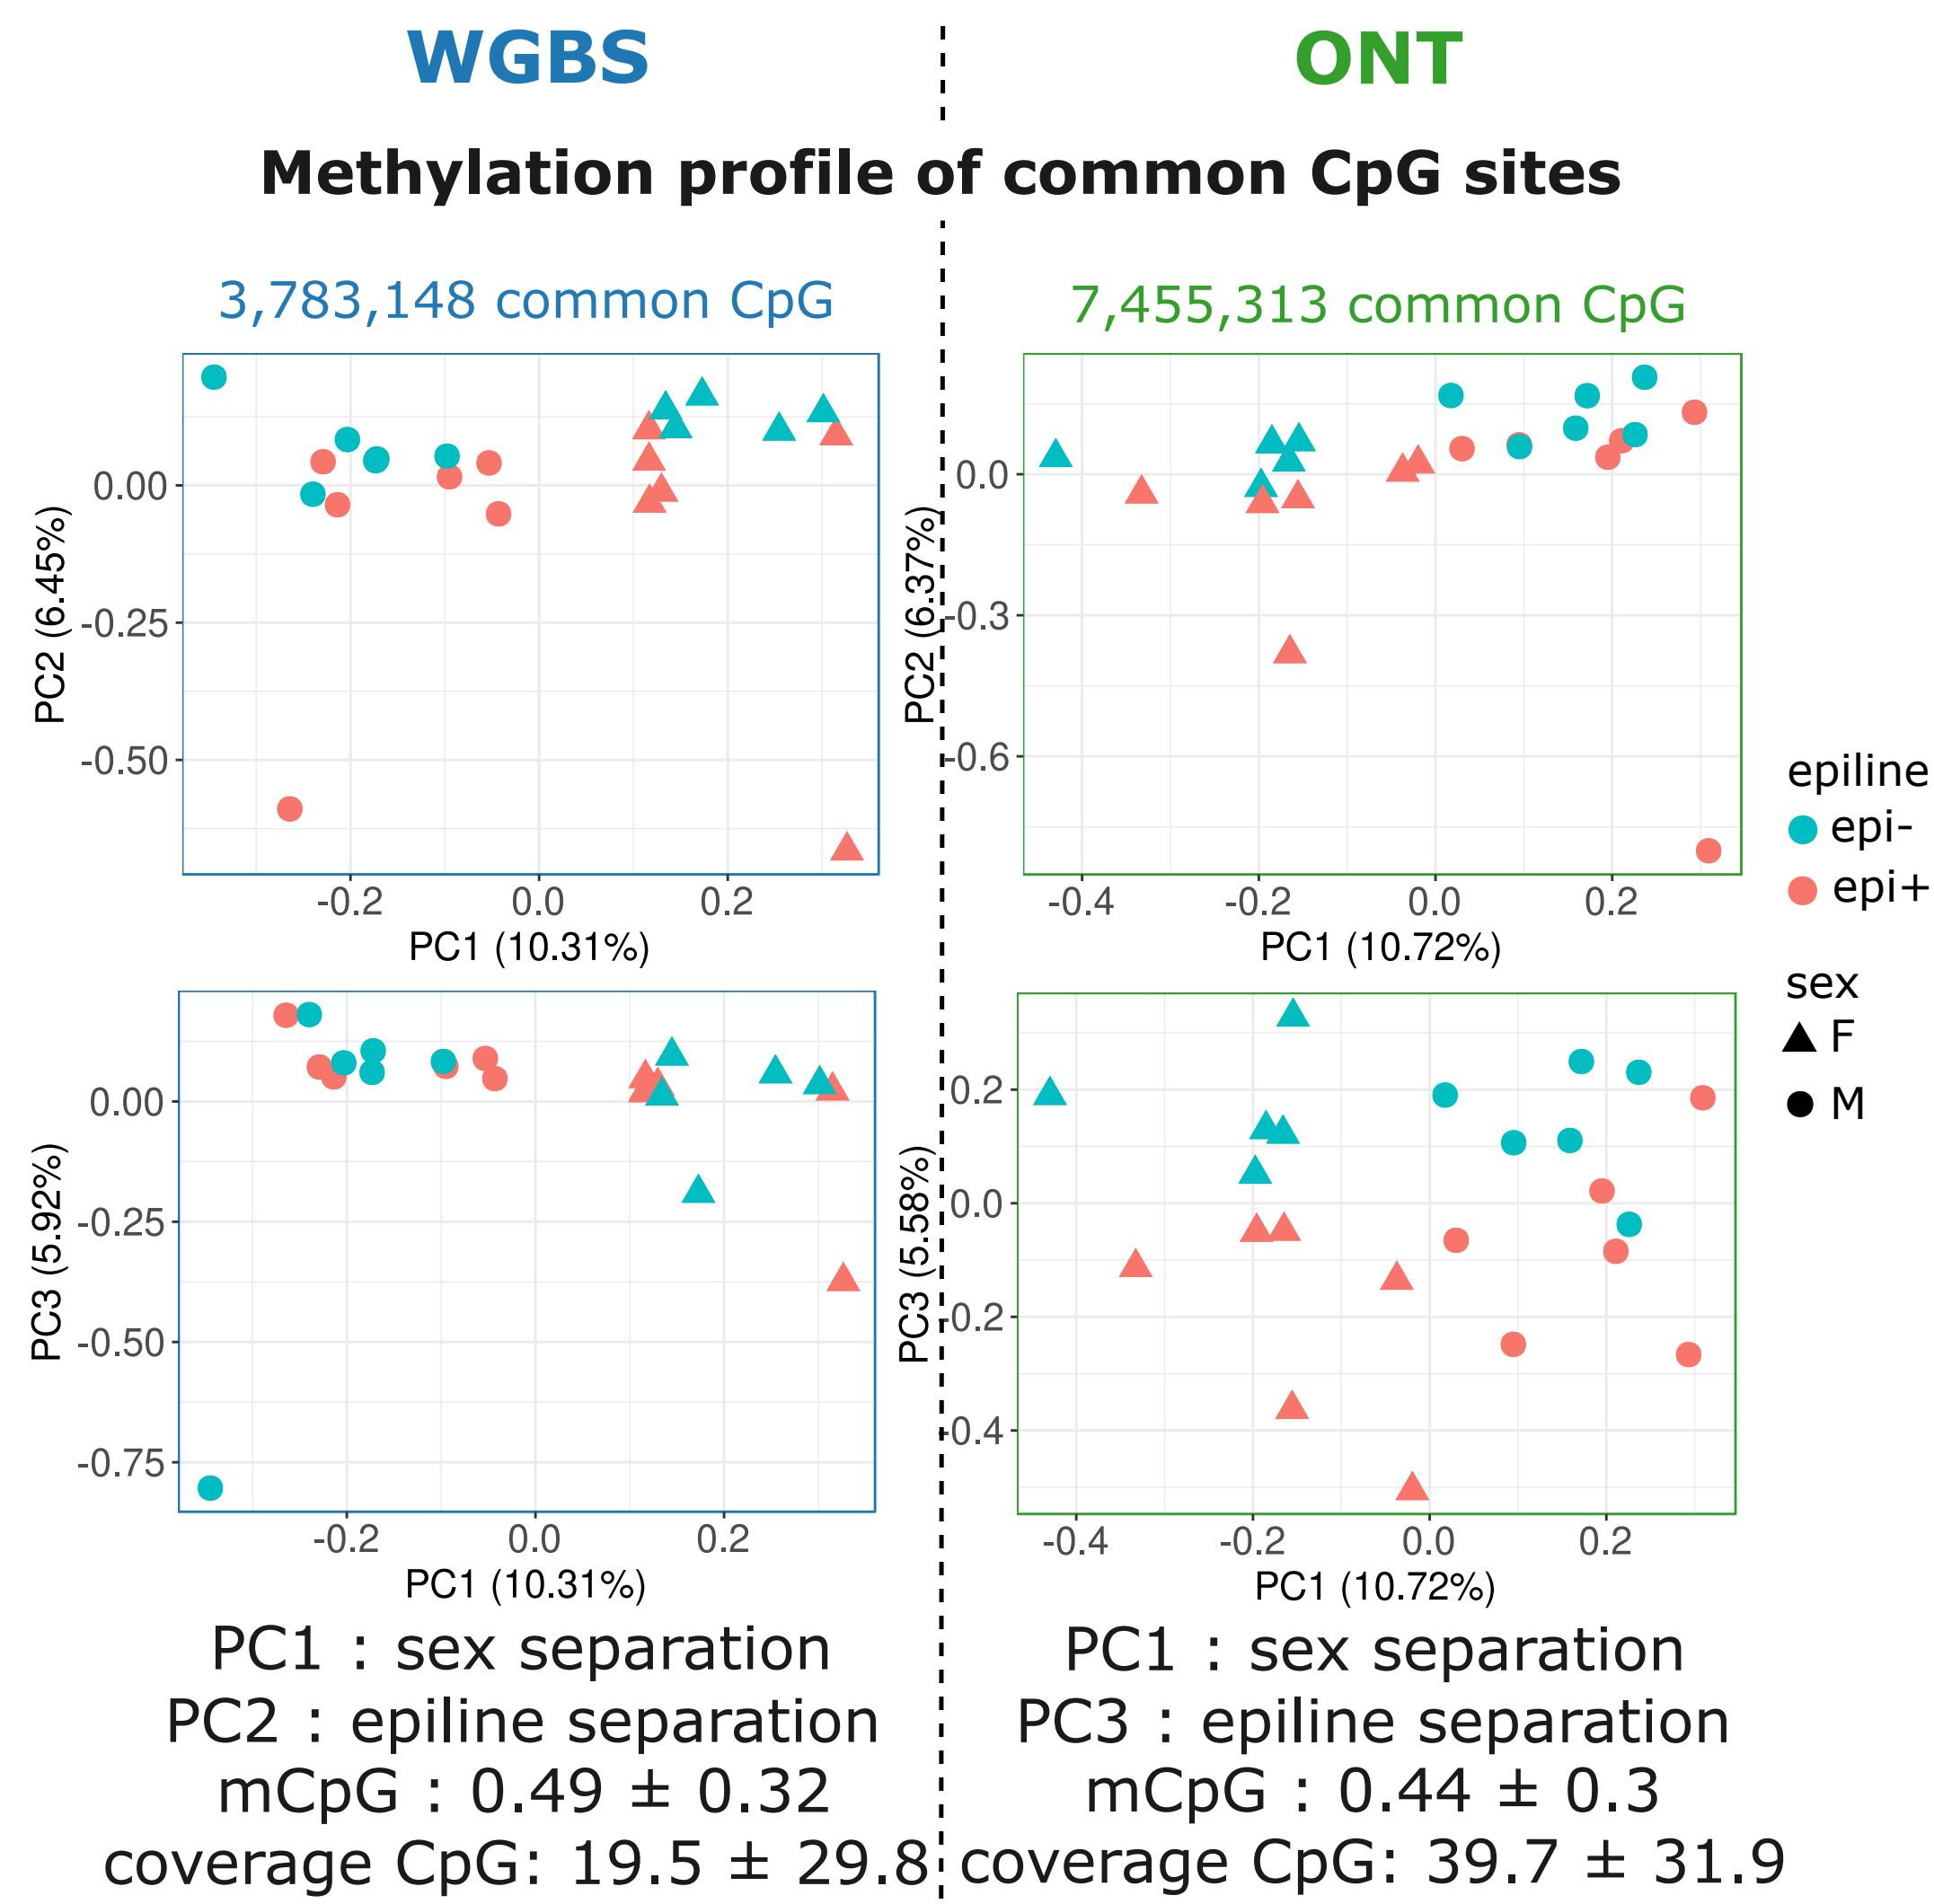 WGBS
ONT
Methylation profile of common CpG sites
3,783,148 common CpG
7,455,313 common CpG
PC2 (6.45%)
0.00
-0.25
-0.50
-0.2 0.0 0.2
PC1 (10.31%)
PC2 (6.37%)
0.0
-0.3
-0.6
-0.4 -0.2 0.0 0.2
PC1 (10.72%)
epiline
epi-
epi+
sex
F
M
PC3 (5.92%)
0.00
-0.25
-0.50
-0.75
-0.2 0.0 0.2
PC1 (10.31%)
PC3 (5.58%)
0.2
0.0
-0.2
-0.4
-0.4 -0.2 0.0 0.2
PC1 (10.72%)
PC1 : sex separation
PC2 : epiline separation
mCpG : 0.49 ± 0.32
coverage CpG: 19.5 ± 29.8
PC1 : sex separation
PC3 : epiline separation
mCpG : 0.44 ± 0.3
coverage CpG: 39.7 ± 31.9